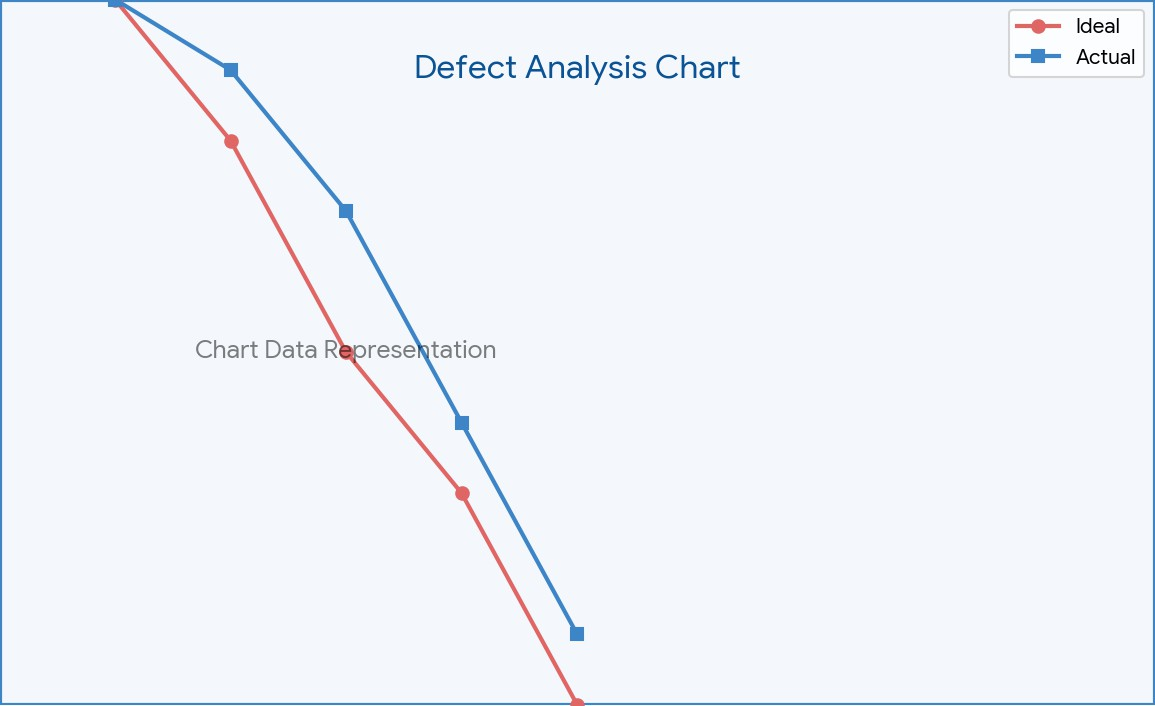 Ideal
Actual
Defect Analysis Chart
Chart Data Representation